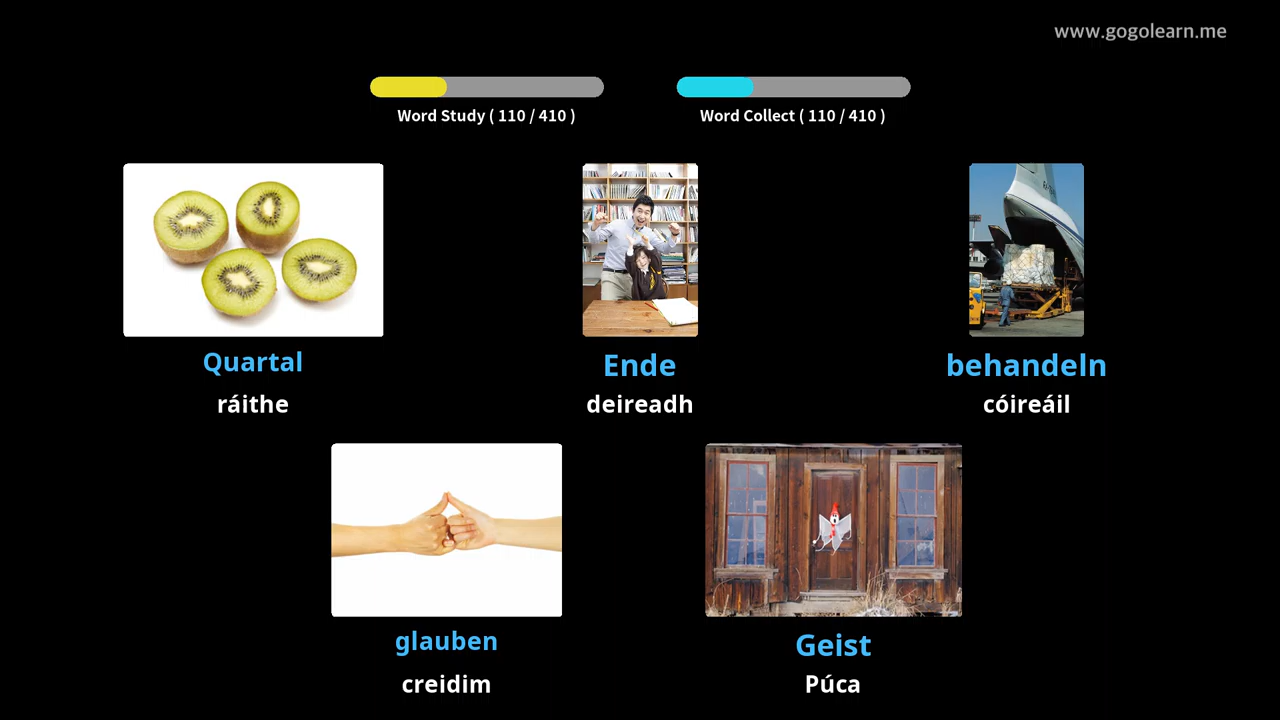 www.gogolearn.me
Word Study ( 110 / 410 )
Word Collect ( 110 / 410 )
Quartal
ráithe
Ende
deireadh
behandeln
cóireáil
glauben
creidim
Geist
Púca